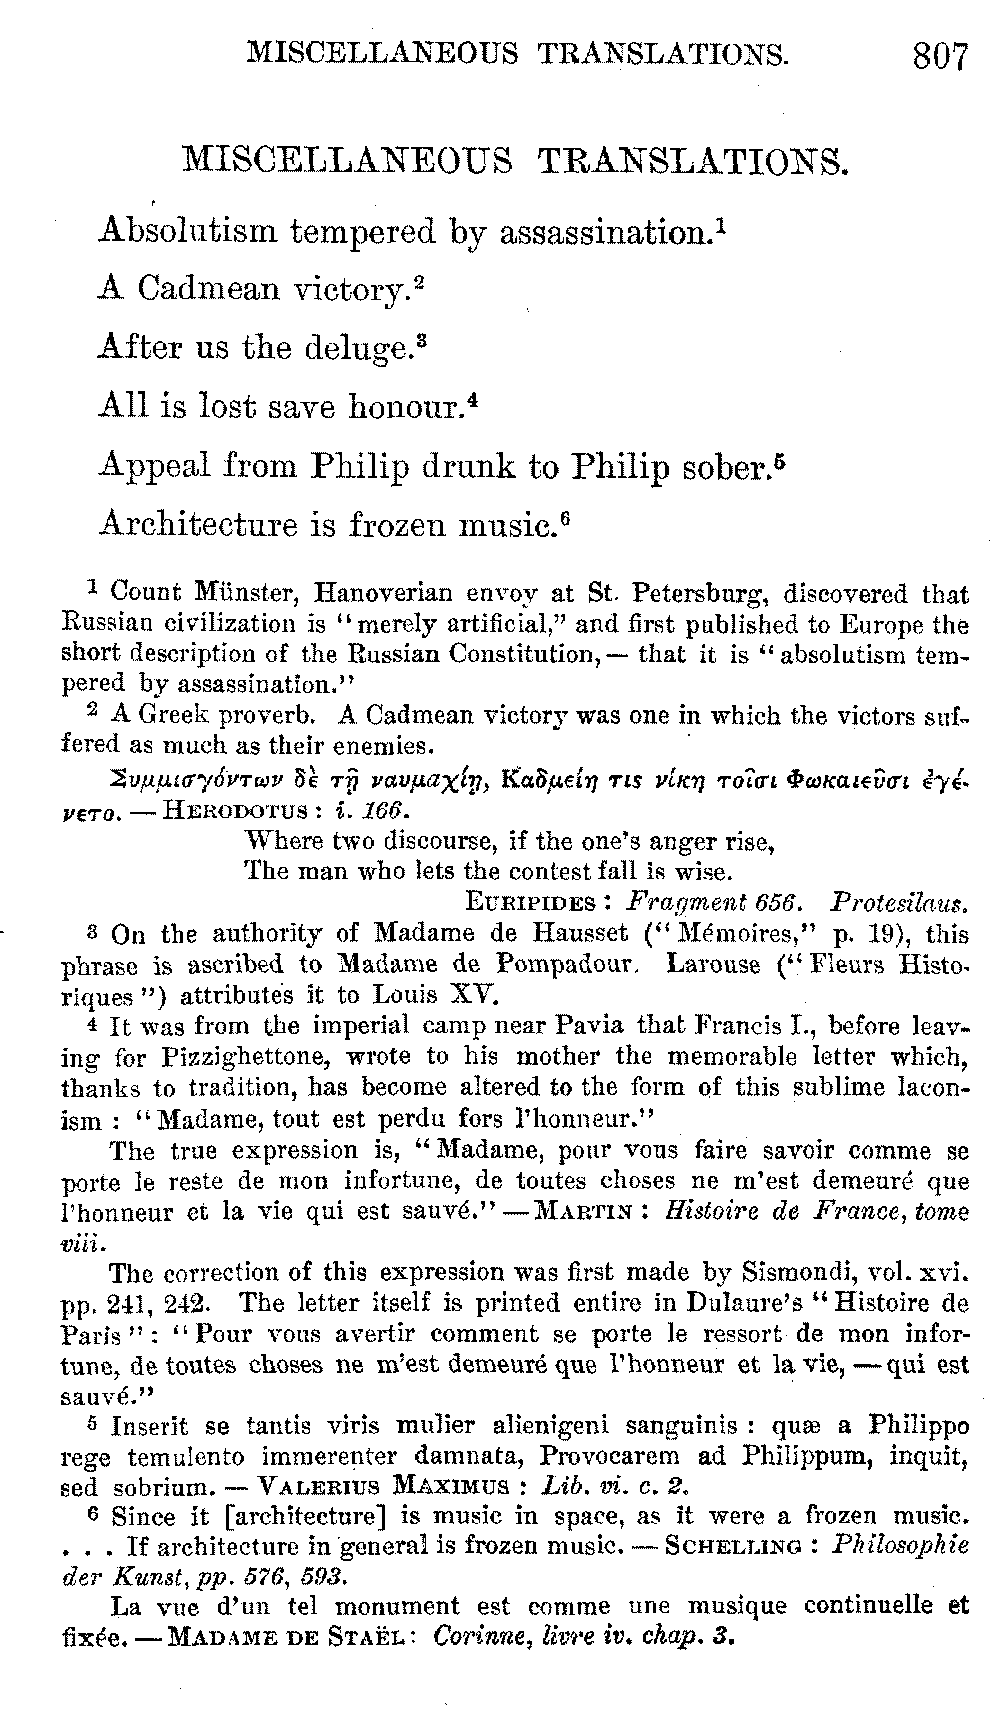 MISCELLANEOUS TRANSLATIONS. 807
MISCELLANEOUS TRANSLATIONS.
Absolutism tempered by assassination.¹
A Cadmean victory.²
After us the deluge.³
All is lost save honour.⁴
Appeal from Philip drunk to Philip sober.⁵
Architecture is frozen music.⁶
¹ Count Münster, Hanoverian envoy at St. Petersburg, discovered that
Russian civilization is “merely artificial,” and first published to Europe the
short description of the Russian Constitution, — that it is “absolutism tem-
pered by assassination.”
² A Greek proverb. A Cadmean victory was one in which the victors suf-
fered as much as their enemies.
Συμμισγόντων δὲ τῇ ναυμαχίῃ, Καδμείη τις νίκη τοῖσι Φωκαιεῦσι ἐγέ-
νετο. — HERODOTUS : i. 166.
Where two discourse, if the one’s anger rise,
The man who lets the contest fall is wise.
EURIPIDES : Fragment 656. Protesilaus.
³ On the authority of Madame de Hausset (“Mémoires,” p. 19), this
phrase is ascribed to Madame de Pompadour. Larouse (“Fleurs Histo-
riques”) attributes it to Louis XV.
⁴ It was from the imperial camp near Pavia that Francis I., before leav-
ing for Pizzighettone, wrote to his mother the memorable letter which,
thanks to tradition, has become altered to the form of this sublime lacon-
ism : “Madame, tout est perdu fors l’honneur.”
The true expression is, “Madame, pour vous faire savoir comme se
porte le reste de mon infortune, de toutes choses ne m’est demeuré que
l’honneur et la vie qui est sauvé.” — MARTIN : Histoire de France, tome
viii.
The correction of this expression was first made by Sismondi, vol. xvi.
pp. 241, 242. The letter itself is printed entire in Dulaure’s “Histoire de
Paris” : “Pour vous avertir comment se porte le ressort de mon infor-
tune, de toutes choses ne m’est demeuré que l’honneur et la vie, — qui est
sauvé.”
⁵ Inserit se tantis viris mulier alienigeni sanguinis : quæ a Philippo
rege temulento immerenter damnata, Provocarem ad Philippum, inquit,
sed sobrium. — VALERIUS MAXIMUS : Lib. vi. c. 2.
⁶ Since it [architecture] is music in space, as it were a frozen music.
. . . If architecture in general is frozen music. — SCHELLING : Philosophie
der Kunst, pp. 576, 593.
La vue d’un tel monument est comme une musique continuelle et
fixée. — MADAME DE STAËL : Corinne, livre iv. chap. 3.